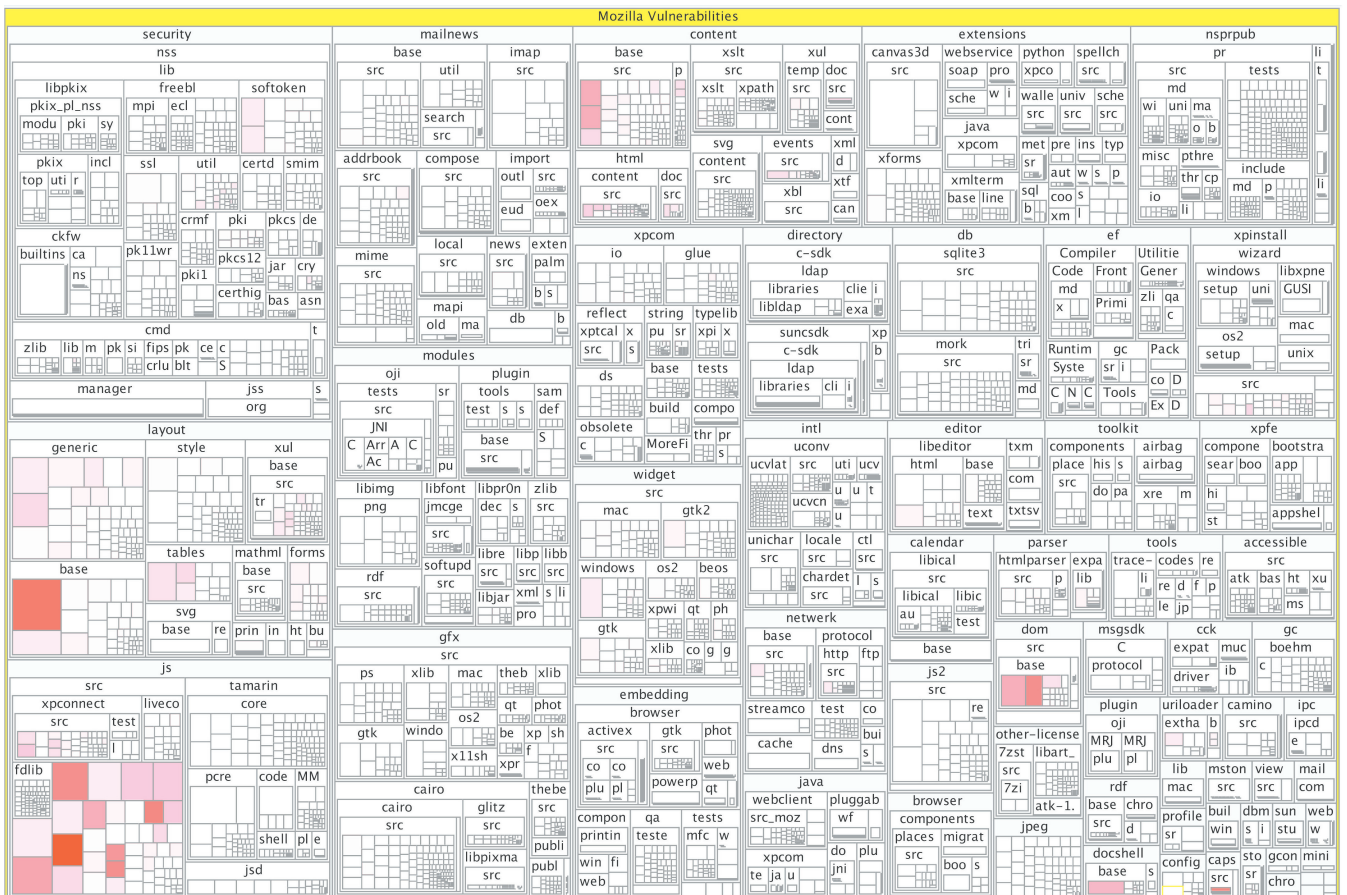 Mozilla Vulnerabilities
security
nss
lib
libpkix
pkix_pl_nss
modu pki sy
pkix incl
top uti r
freebl
mpi ecl
softoken
ssl util certd smim
crmf pki pkcs de
pkcs12
jar cry
pki1 certhig bas asn
pk11wr
ckfw
builtins ca
ns
cmd t
zlib lib m pk si fips pk ce c
crlu blt S
manager jss s
org
mailnews
base imap
src util src
search
src
addrbook compose import
src src outl src
eud oex
local news exten
src src palm
b s
mime
src
mapi db b
old ma
content
base xslt xul
src p src temp doc
xslt xpath src src
cont
html svg events xml
content doc content src d
src src src xbl xtf
src can
extensions
canvas3d webservice python spellch
src soap pro xpco src
sche w i walle univ sche
src src src
java
xpcom met pre ins typ
sr aut w s p
xforms xmlterm sql coo s
base line b xm l
nsprpub
pr li
src tests t
md
wi uni ma
o b
misc pthre include
thr cp md p li
io li
xpcom
io glue
reflect string typelib
xptcal x pu sr xpi x
src s
ds base tests
build compo
obsolete thr pr
c MoreFi s
directory
c-sdk
ldap
libraries clie i
libldap exa
suncsdk xp
c-sdk b
ldap
libraries cli i
db
sqlite3
src
mork tri
src sr
md
ef
Compiler Utilitie
Code Front Gener
md zli qa
x Primi c
Runtim gc Pack
Syste sr i co D
C N C Tools Ex D
xpinstall
wizard
windows libxpne
setup uni GUSI
os2 mac
setup unix
src
modules
oji sr plugin
tests tools sam
src test s s def
JNI base S
C Arr A C src
Ac pu
libimg libfont libpr0n zlib
png jmcge dec s src
src
libre libp libb
rdf softupd src src src
src src libjar xml s li
pro
layout
generic style xul
base
src
tr
base tables mathml forms
base
src
svg
base re prin in ht bu
js
src tamarin
xpconnect liveco core
src test
l
fdlib pcre code MM
shell pl e
jsd
gfx
src
ps xlib mac theb xlib
qt phot
os2 be xp sh
gtk windo f
x11sh xpr
cairo thebe
cairo glitz src
src src publi
libpixma publ
src
widget
src
mac gtk2
windows os2 beos
xpwi qt ph
gtk xlib co g g
embedding
browser
activex gtk phot
src src
co co web
plu pl powerp qt
compon qa tests
printin teste mfc w
win fi
web
intl
uconv
ucvlat src uti ucv
ucvcn u u t
u
unichar locale ctl
src src src
chardet l s
netwerk
base protocol
src http ftp
src
streamco test co
bui
cache dns s
java
webclient pluggab
src_moz wf
xpcom do plu
te ja u jni
editor
libeditor txm
html base com
text txtsv
toolkit
components airbag
place his s airbag
src do pa xre m
xpfe
compone bootstra
sear boo app
hi
st appshel
calendar
libical
src
libical libic
au test
base
parser
htmlparser expa
src p lib
tools
trace- codes re
li re d f p
le jp
accessible
src
atk bas ht xu
ms
dom
src
base
msgsdk
C
protocol
cck
expat muc
driver ib
gc
boehm
c
js2
src
re
other-license
7zst libart_
src
7zi atk-1.
plugin
oji
MRJ MRJ
plu pl
uriloader camino ipc
extha b src ipcd
e
lib mston view mail
mac src src com
browser
components
places migrat
src boo s
jpeg
rdf
base chro
src d
docshell
base
profile buil dbm sun web
sr win s i stu w
config caps sto gcon mini
src sr chro